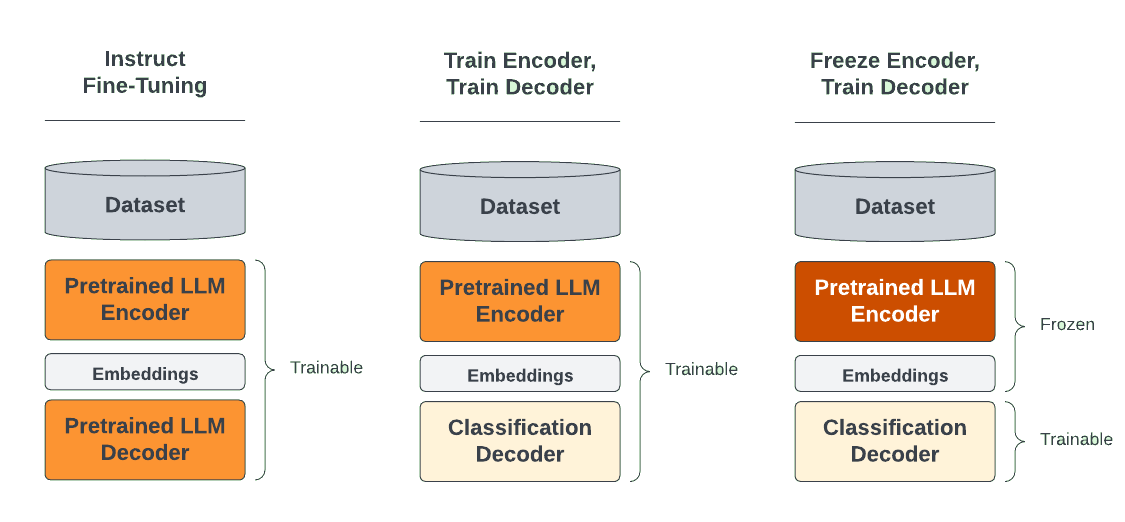 Instruct
Fine-Tuning
Dataset
Pretrained LLM
Encoder
Embeddings
Pretrained LLM
Decoder
Trainable
Train Encoder,
Train Decoder
Dataset
Pretrained LLM
Encoder
Embeddings
Classification
Decoder
Trainable
Freeze Encoder,
Train Decoder
Dataset
Pretrained LLM
Encoder
Embeddings
Classification
Decoder
Frozen
Trainable